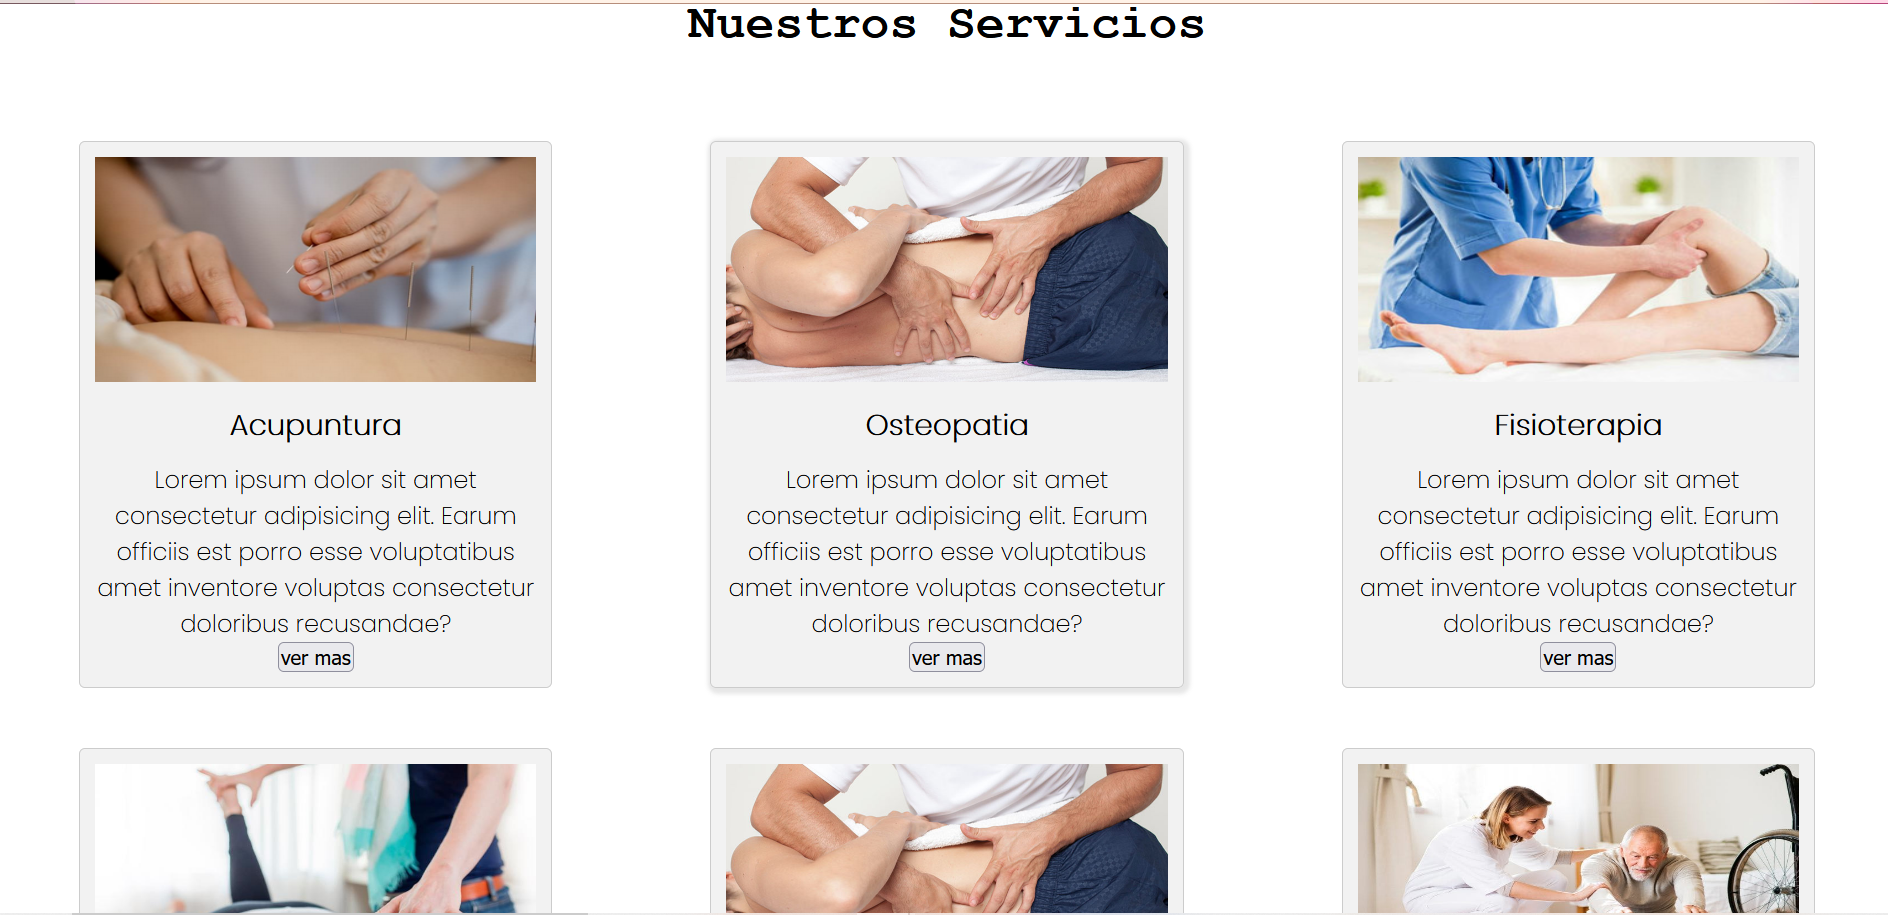 Nuestros Servicios
Acupuntura
Lorem ipsum dolor sit amet
consectetur adipisicing elit. Earum
officiis est porro esse voluptatibus
amet inventore voluptas consectetur
doloribus recusandae?
ver mas
Osteopatia
Lorem ipsum dolor sit amet
consectetur adipisicing elit. Earum
officiis est porro esse voluptatibus
amet inventore voluptas consectetur
doloribus recusandae?
ver mas
Fisioterapia
Lorem ipsum dolor sit amet
consectetur adipisicing elit. Earum
officiis est porro esse voluptatibus
amet inventore voluptas consectetur
doloribus recusandae?
ver mas